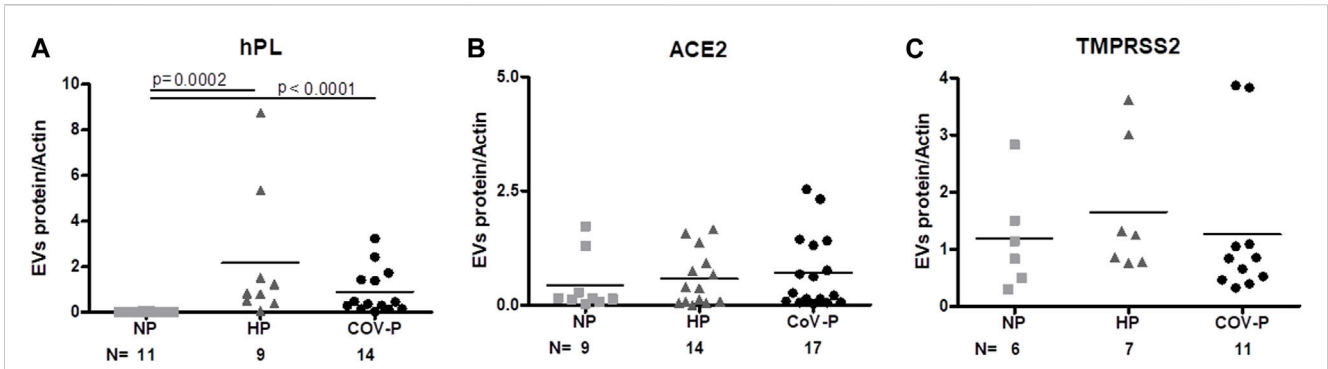 A
hPL
p=0.0002
p< 0.0001
EVs protein/Actin
10
8
6
4
2
0
NP HP COV-P
N= 11 9 14
B
ACE2
EVs protein/Actin
5.0
2.5
0.0
NP HP CoV-P
N= 9 14 17
C
TMPRSS2
EVs protein/Actin
4
3
2
1
0
NP HP COV-P
N= 6 7 11